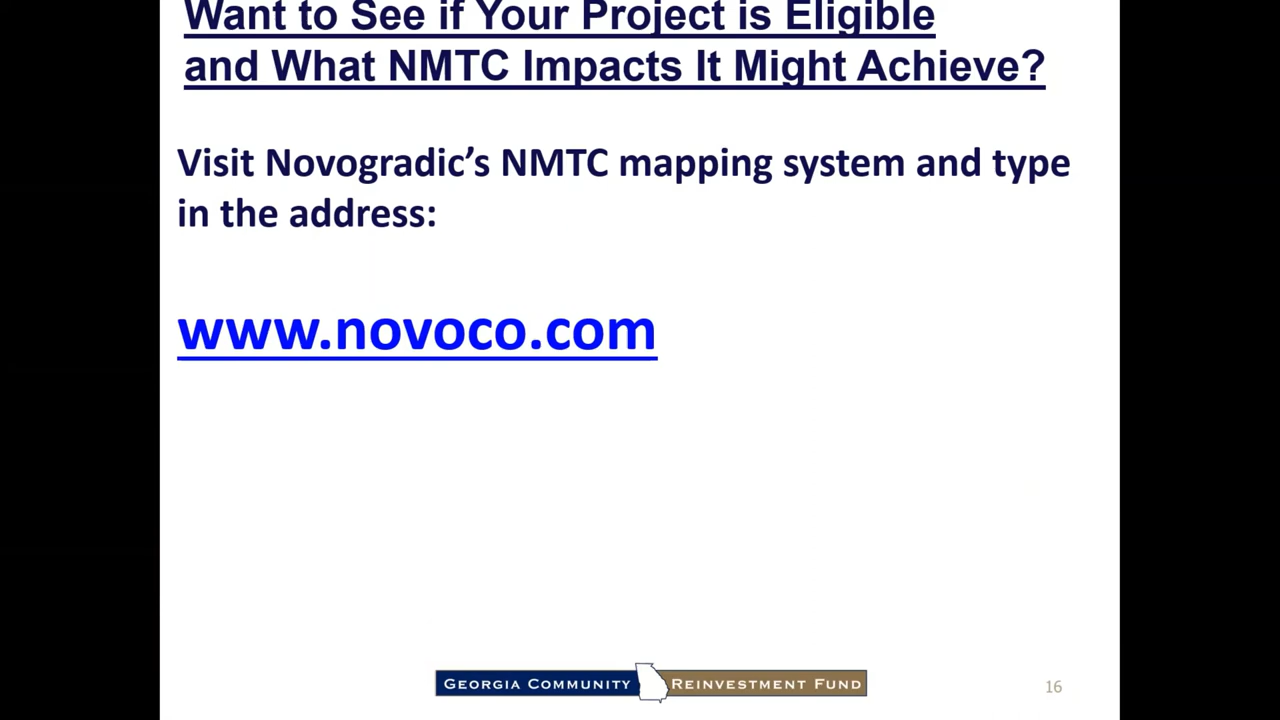 Want to See if Your Project is Eligible
and What NMTC Impacts It Might Achieve?
Visit Novogradic’s NMTC mapping system and type
in the address:
www.novoco.com
GEORGIA COMMUNITY REINVESTMENT FUND
16